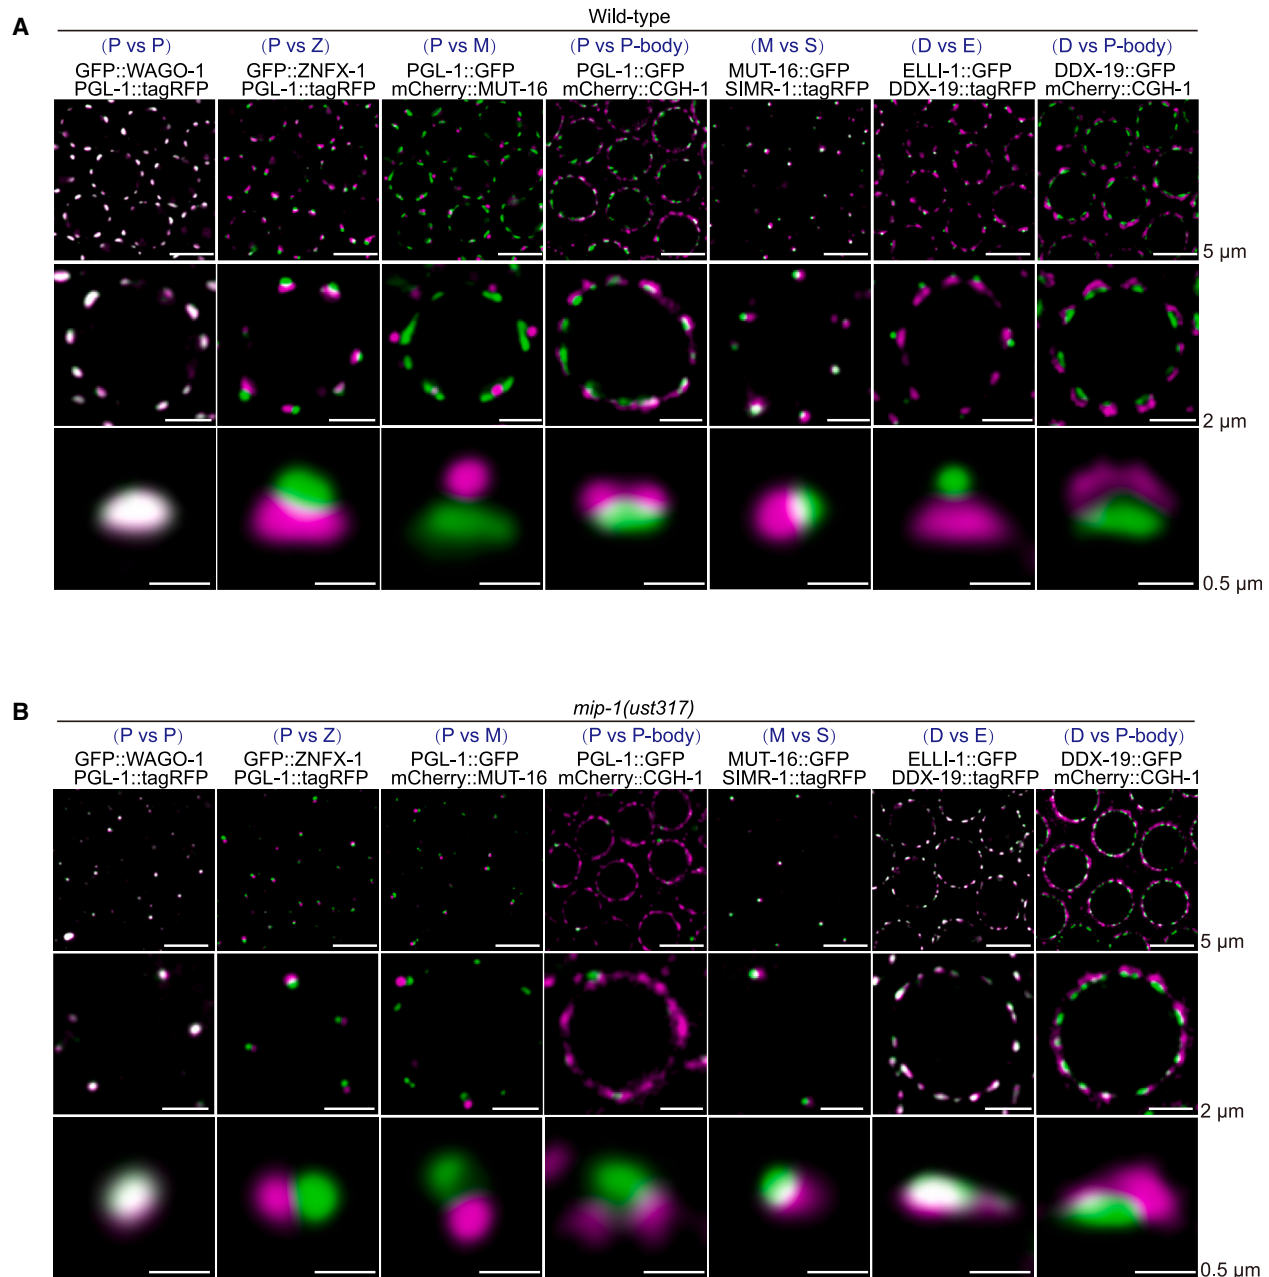 A
Wild-type
(P vs P) (P vs Z) (P vs M) (P vs P-body) (M vs S) (D vs E) (D vs P-body)
GFP::WAGO-1 GFP::ZNFX-1 PGL-1::GFP PGL-1::GFP MUT-16::GFP ELLI-1::GFP DDX-19::GFP
PGL-1::tagRFP PGL-1::tagRFP mCherry::MUT-16 mCherry::CGH-1 SIMR-1::tagRFP DDX-19::tagRFP mCherry::CGH-1
5 μm
2 μm
0.5 μm
B
mip-1(ust317)
(P vs P) (P vs Z) (P vs M) (P vs P-body) (M vs S) (D vs E) (D vs P-body)
GFP::WAGO-1 GFP::ZNFX-1 PGL-1::GFP PGL-1::GFP MUT-16::GFP ELLI-1::GFP DDX-19::GFP
PGL-1::tagRFP PGL-1::tagRFP mCherry::MUT-16 mCherry::CGH-1 SIMR-1::tagRFP DDX-19::tagRFP mCherry::CGH-1
5 μm
2 μm
0.5 μm